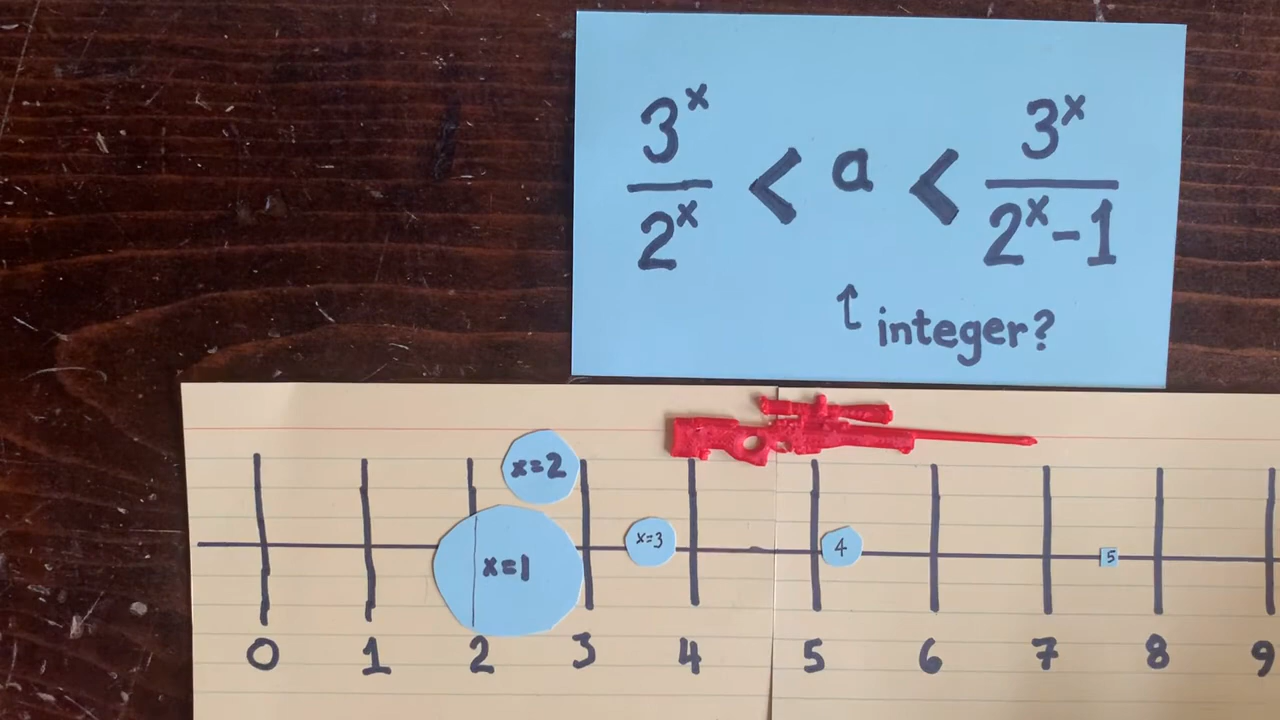 3^x / 2^x < a < 3^x / 2^x-1
↑ integer?
x=2
x=1
x=3
4
5
0 1 2 3 4 5 6 7 8 9